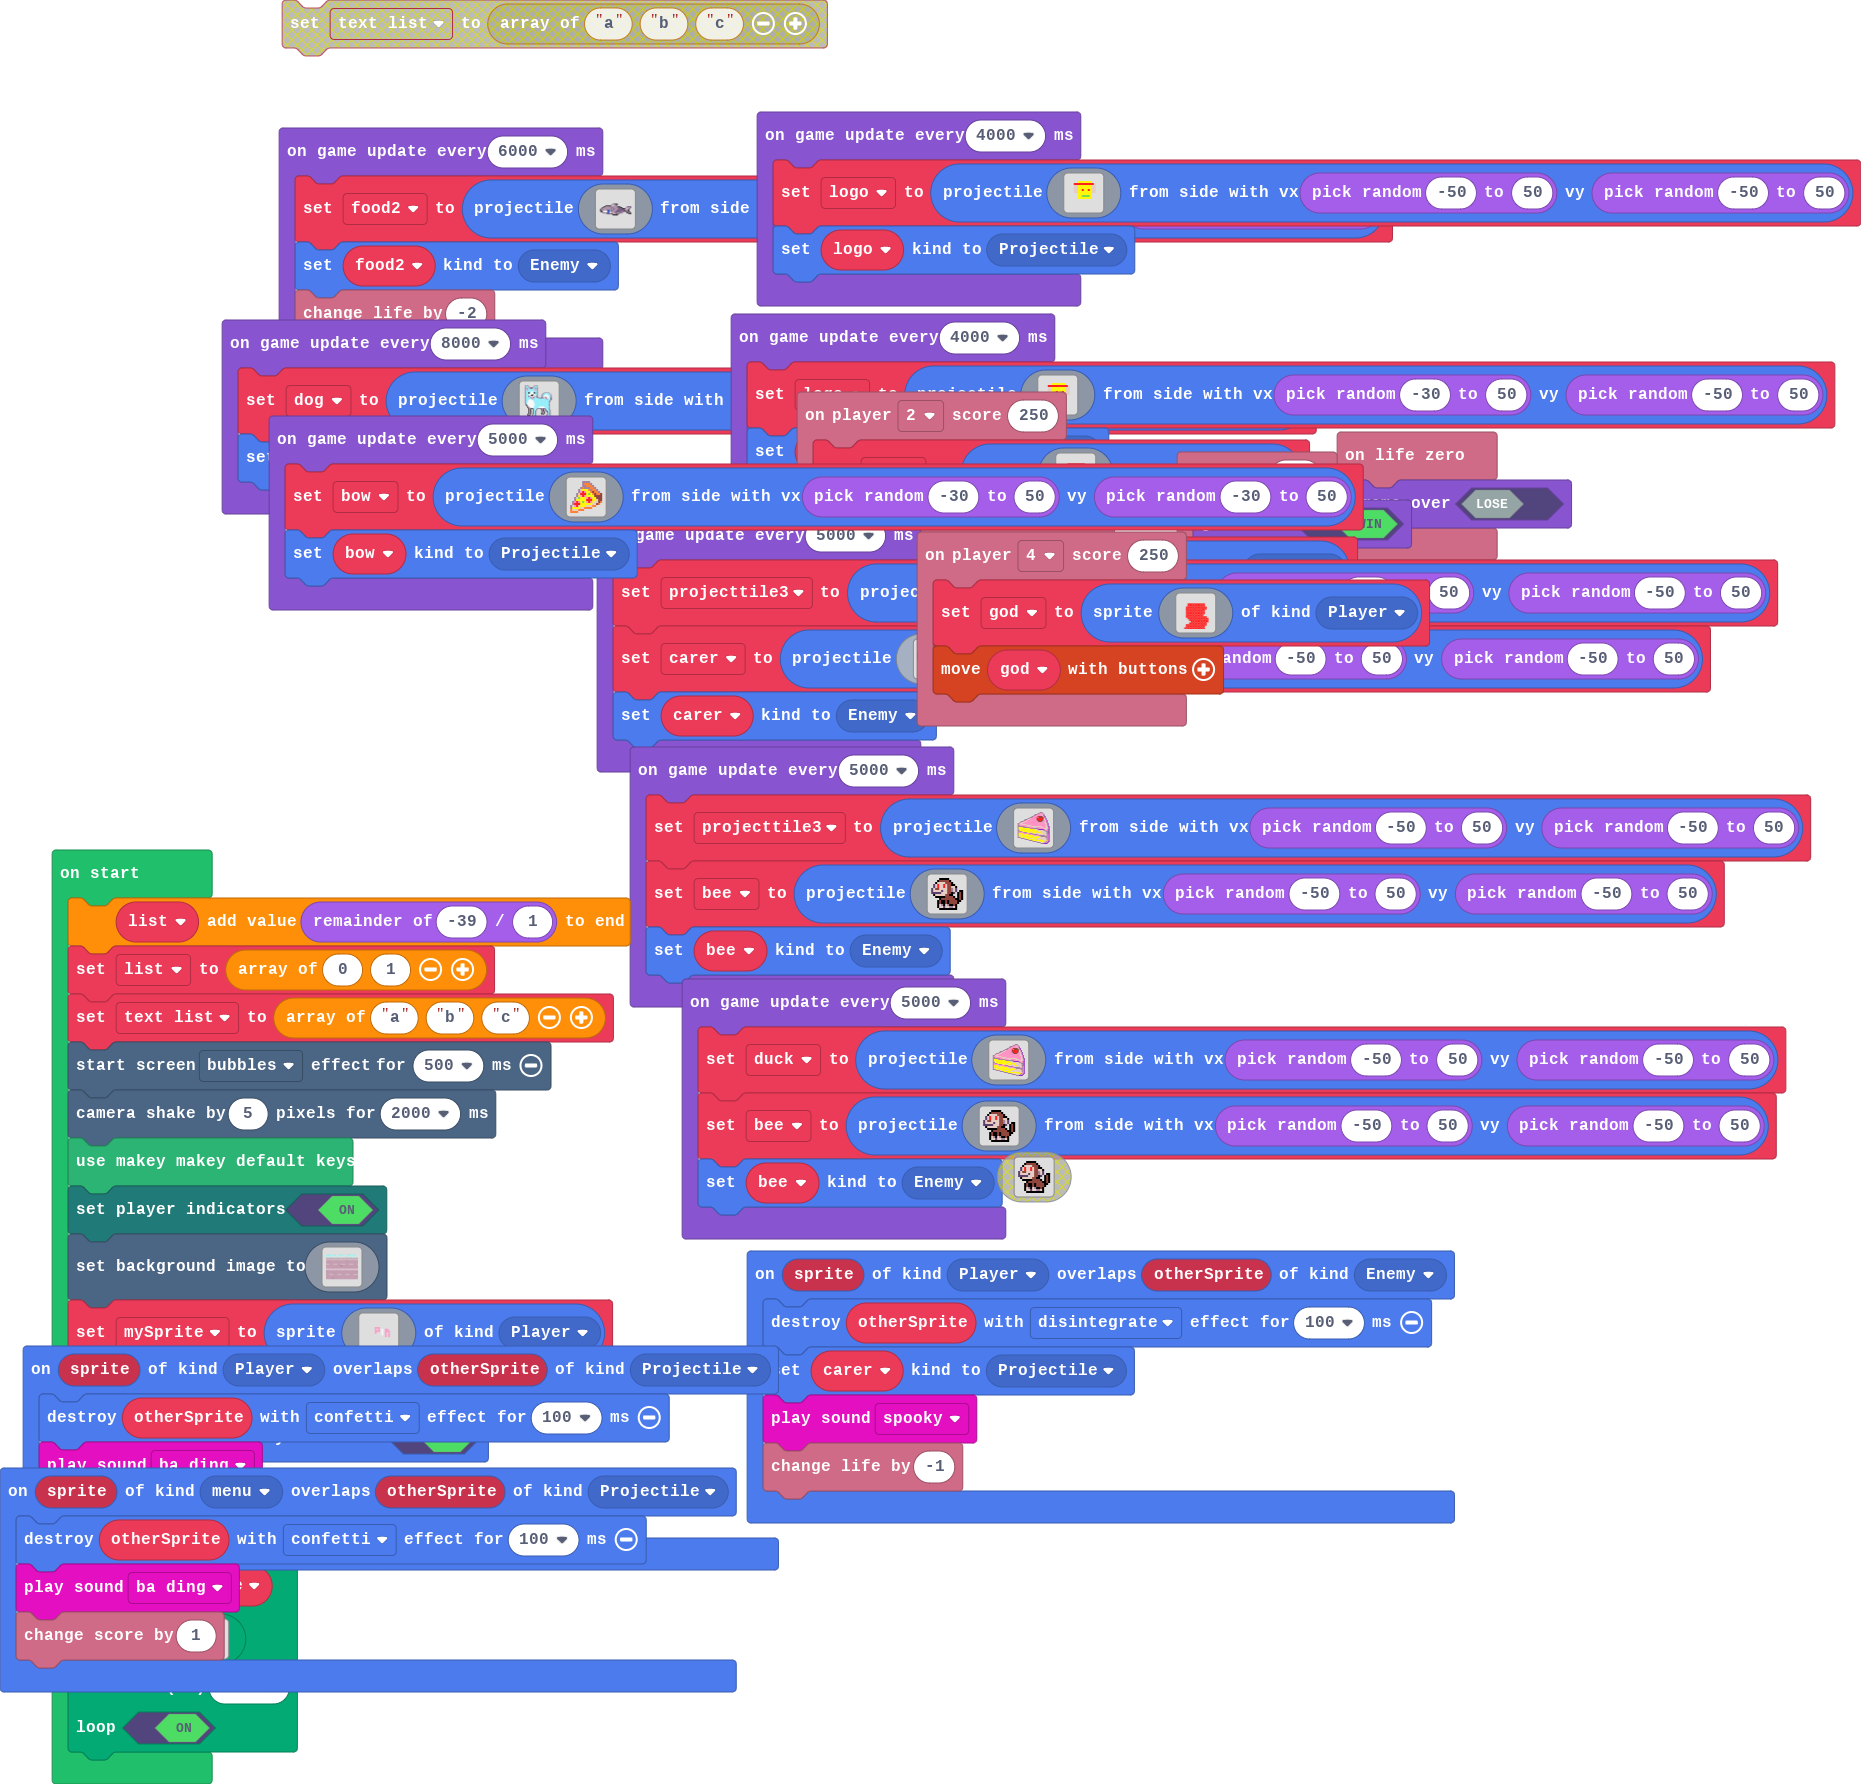 set text list to array of "a" "b" "c"
on game update every 6000 ms
set food2 to projectile from side
set food2 kind to Enemy
change life by -2
on game update every 4000 ms
set logo to projectile from side with vx pick random -50 to 50 vy pick random -50 to 50
set logo kind to Projectile
on game update every 8000 ms
set dog to projectile from side with
on game update every 4000 ms
set to projectile from side with vx pick random -30 to 50 vy pick random -50 to 50
set
on player 2 score 250
on life zero
over LOSE
on game update every 5000 ms
set bow to projectile from side with vx pick random -30 to 50 vy pick random -30 to 50
set bow kind to Projectile
game update every 5000 ms
set projecttile3 to 50 vy pick random -50 to 50
set carer to projectile -50 to 50 vy pick random -50 to 50
set carer kind to Enemy
on player 4 score 250
set god to sprite of kind Player
move god with buttons
on game update every 5000 ms
set projecttile3 to projectile from side with vx pick random -50 to 50 vy pick random -50 to 50
set bee to projectile from side with vx pick random -50 to 50 vy pick random -50 to 50
set bee kind to Enemy
on game update every 5000 ms
set duck to projectile from side with vx pick random -50 to 50 vy pick random -50 to 50
set bee to projectile from side with vx pick random -50 to 50 vy pick random -50 to 50
set bee kind to Enemy
on start
list add value remainder of -39 / 1 to end
set list to array of 0 1
set text list to array of "a" "b" "c"
start screen bubbles effect for 500 ms
camera shake by 5 pixels for 2000 ms
use makey makey default keys
set player indicators ON
set background image to
set mySprite to sprite of kind Player
on sprite of kind Player overlaps otherSprite of kind Enemy
destroy otherSprite with disintegrate effect for 100 ms
set carer kind to Projectile
play sound spooky
change life by -1
on sprite of kind Player overlaps otherSprite of kind Projectile
destroy otherSprite with confetti effect for 100 ms
play sound ba ding
on sprite of kind menu overlaps otherSprite of kind Projectile
destroy otherSprite with confetti effect for 100 ms
play sound ba ding
change score by 1
loop ON